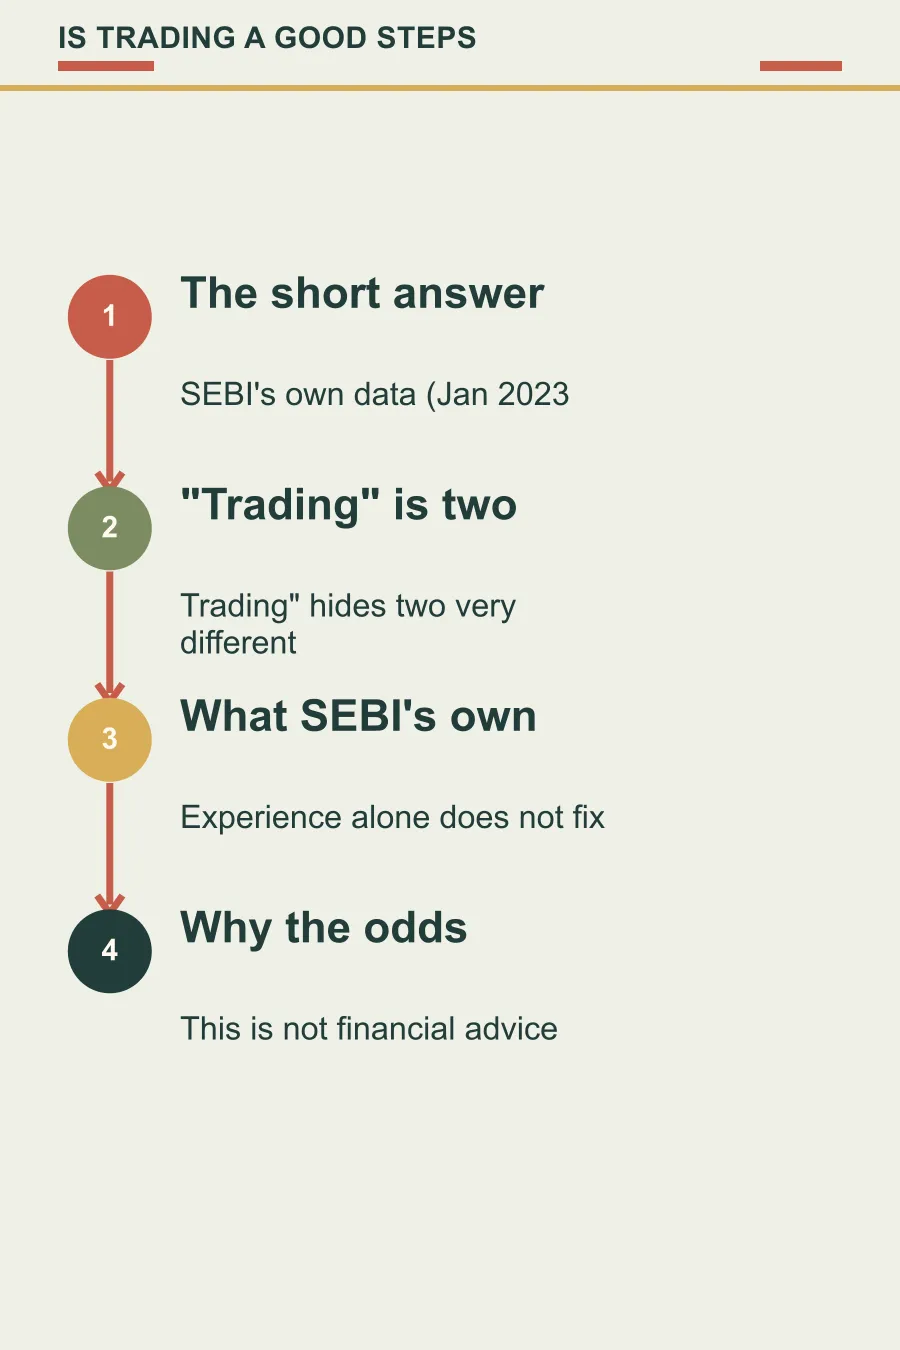 IS TRADING A GOOD STEPS
1
The short answer
SEBI's own data (Jan 2023
2
"Trading" is two
Trading" hides two very
different
3
What SEBI's own
Experience alone does not fix
4
Why the odds
This is not financial advice